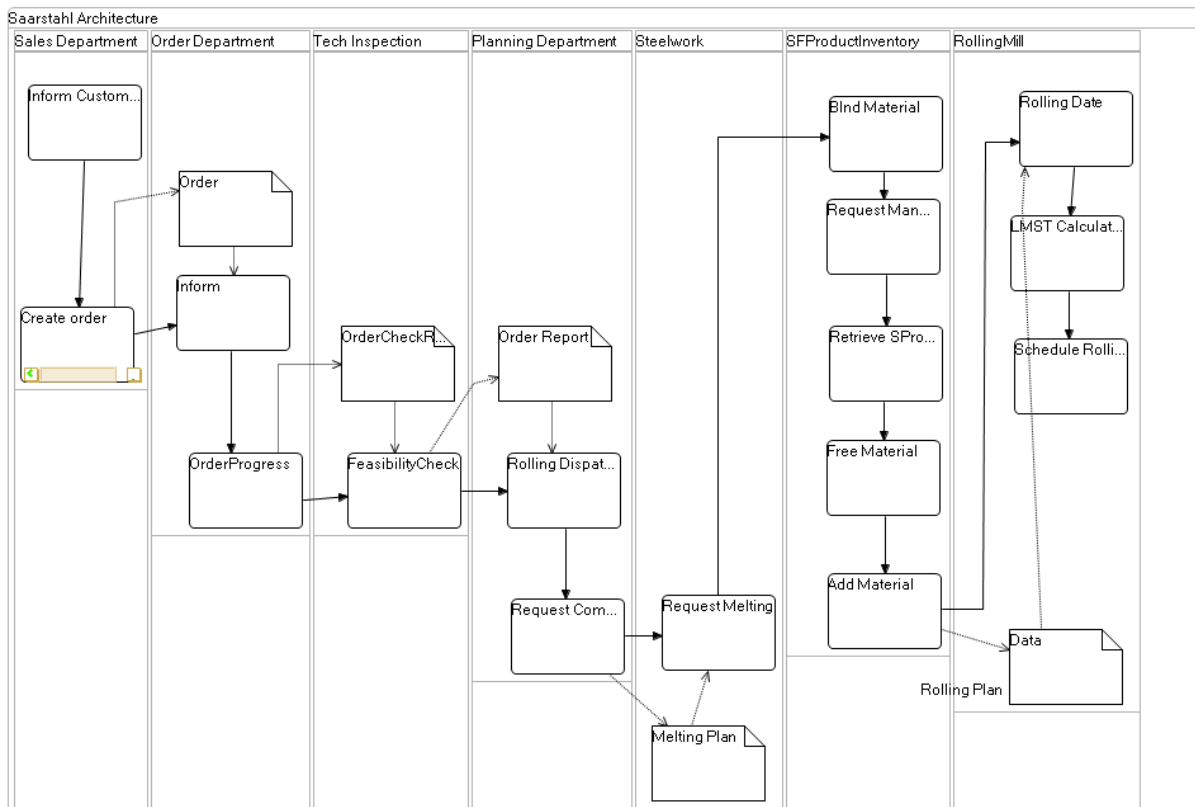 Saarstahl Architecture
Sales Department
Order Department
Tech Inspection
Planning Department
Steelwork
SFProductInventory
RollingMill
Inform Custom...
Create order
Order
Inform
OrderProgress
OrderCheckR...
FeasibilityCheck
Order Report
Rolling Dispat...
Request Com...
Request Melting
Melting Plan
BInd Material
Request Man...
Retrieve SPro...
Free Material
Add Material
Rolling Date
LMST Calculat...
Schedule Rolli...
Data
Rolling Plan